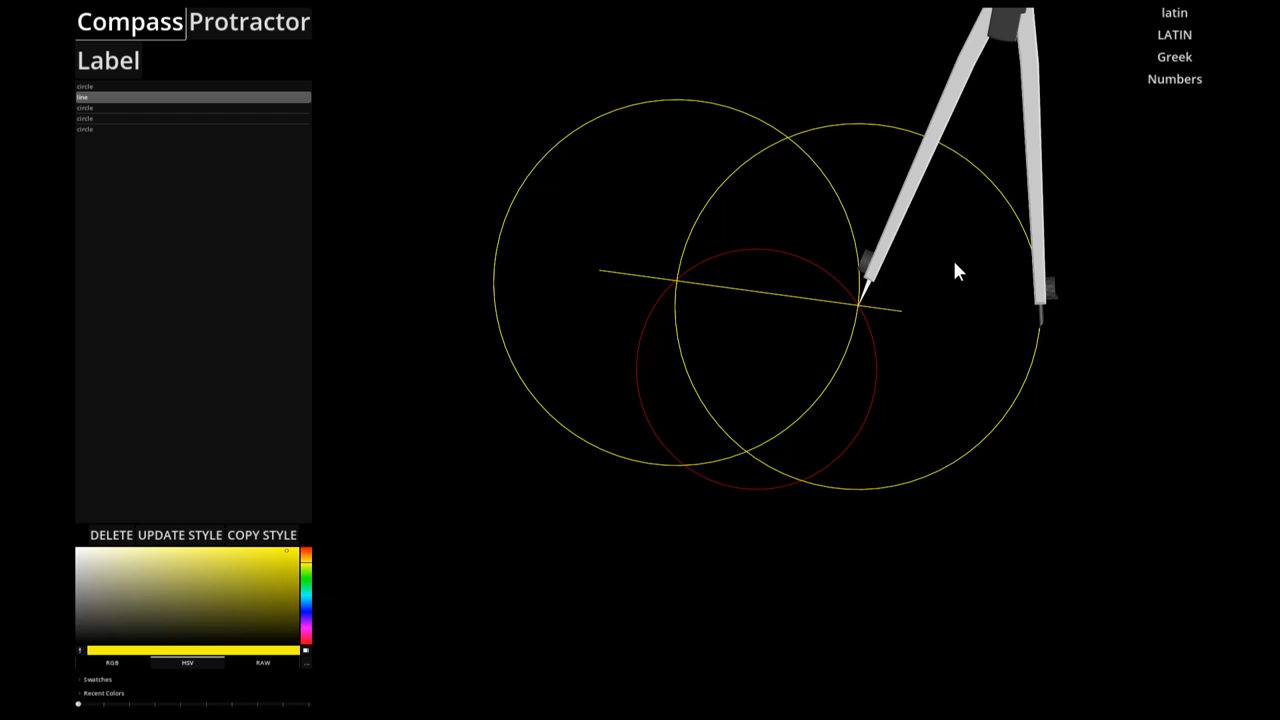 Compass Protractor
Label
circle
line
circle
circle
circle
DELETE UPDATE STYLE COPY STYLE
RGB HSV RAW ...
Swatches
Recent Colors
latin
LATIN
Greek
Numbers